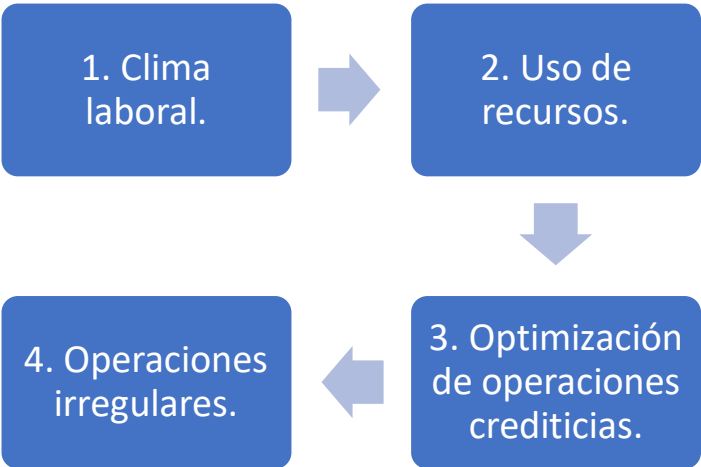 1. Clima
laboral.
2. Uso de
recursos.
3. Optimización
de operaciones
crediticias.
4. Operaciones
irregulares.